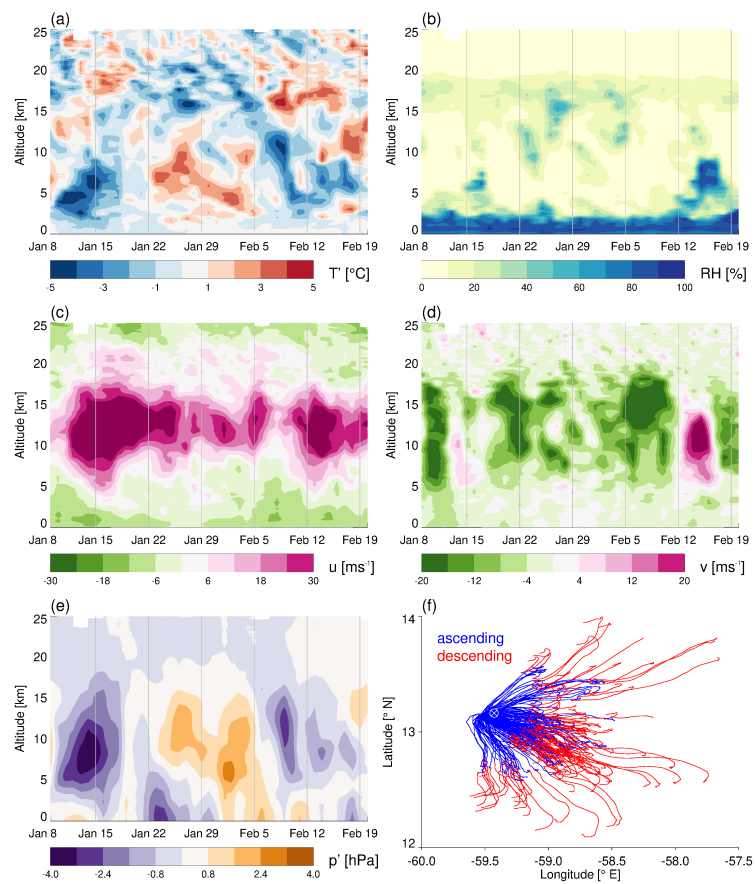 (a)
(b)
25
20
15
10
5
0
Altitude [km]
Jan 8 Jan 15 Jan 22 Jan 29 Feb 5 Feb 12 Feb 19
-5 -3 -1 1 3 5
T' [°C]
25
20
15
10
5
0
Altitude [km]
Jan 8 Jan 15 Jan 22 Jan 29 Feb 5 Feb 12 Feb 19
0 20 40 60 80 100
RH [%]
(c)
(d)
25
20
15
10
5
0
Altitude [km]
Jan 8 Jan 15 Jan 22 Jan 29 Feb 5 Feb 12 Feb 19
-30 -18 -6 6 18 30
u [ms⁻¹]
25
20
15
10
5
0
Altitude [km]
Jan 8 Jan 15 Jan 22 Jan 29 Feb 5 Feb 12 Feb 19
-20 -12 -4 4 12 20
v [ms⁻¹]
(e)
(f)
25
20
15
10
5
0
Altitude [km]
Jan 8 Jan 15 Jan 22 Jan 29 Feb 5 Feb 12 Feb 19
-4.0 -2.4 -0.8 0.8 2.4 4.0
p' [hPa]
ascending
descending
14
13
12
Latitude [° N]
-60.0 -59.5 -59.0 -58.5 -58.0 -57.5
Longitude [° E]